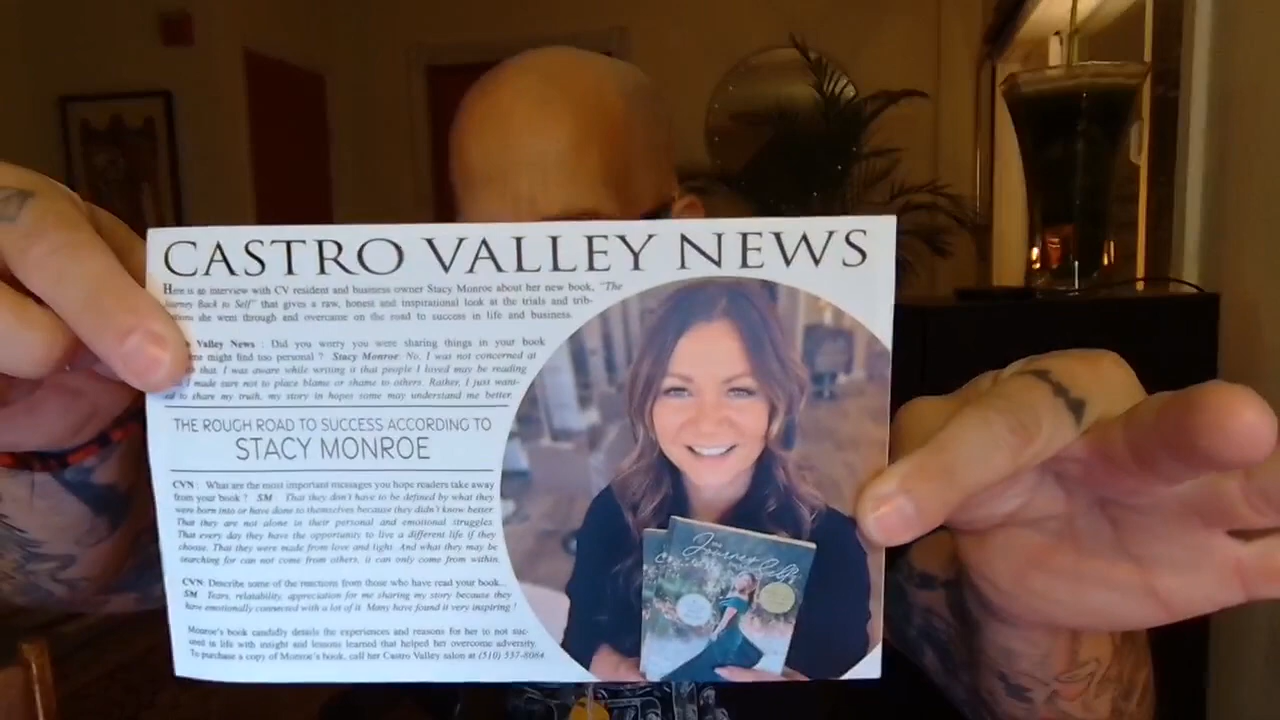 CASTRO VALLEY NEWS
Here is an interview with CV resident and business owner Stacy Monroe about her new book, "The
Journey Back to Self" that gives a raw, honest and inspirational look at the trials and trib-
she went through and overcame on the road to success in life and business.
Valley News : Did you worry you were sharing things in your book
might find too personal ? Stacy Monroe: No, I was not concerned at
that. I was aware while writing it that people I loved may be reading
I made sure not to place blame or shame to others. Rather, I just want-
ed to share my truth, my story in hopes some may understand me better.
THE ROUGH ROAD TO SUCCESS ACCORDING TO
STACY MONROE
CVN : What are the most important messages you hope readers take away
from your book ? SM : That they don't have to be defined by what they
were born into or have done to themselves because they didn't know better.
That they are not alone in their personal and emotional struggles.
That every day they have the opportunity to live a different life if they
choose. That they were made from love and light. And what they may be
searching for can not come from others, it can only come from within.
CVN: Describe some of the reactions from those who have read your book...
SM Tears, relatability, appreciation for me sharing my story because they
have emotionally connected with a lot of it. Many have found it very inspiring !
Monroe's book candidly details the experiences and reasons for her to not suc-
ceed in life with insight and lessons learned that helped her overcome adversity.
To purchase a copy of Monroe's book, call her Castro Valley salon at (510) 537-8064
The Journey
Self